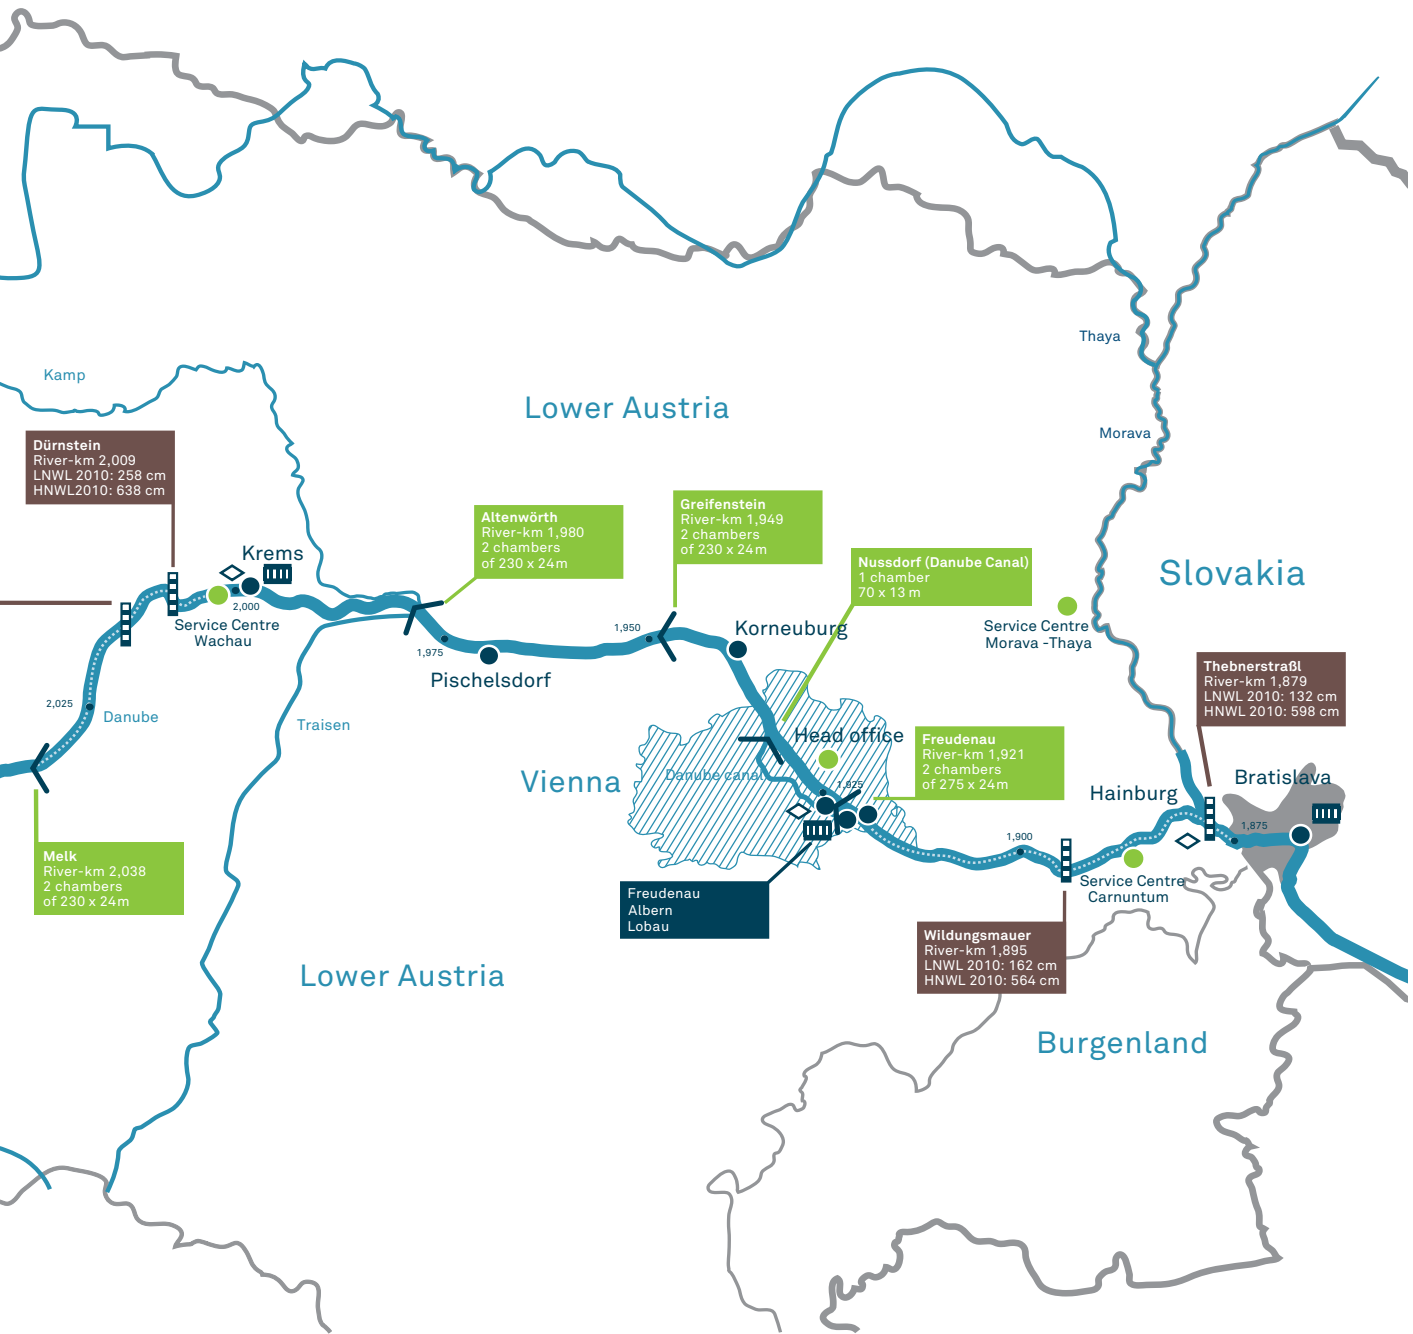 Thaya
Kamp
Lower Austria
Morava
Dürnstein
River-km 2,009
LNWL 2010: 258 cm
HNWL2010: 638 cm
Altenwörth
River-km 1,980
2 chambers
of 230 x 24m
Greifenstein
River-km 1,949
2 chambers
of 230 x 24m
Nussdorf (Danube Canal)
1 chamber
70 x 13 m
Slovakia
Krems
2,000
Service Centre
Wachau
1,975
Pischelsdorf
1,950
Korneuburg
Service Centre
Morava -Thaya
Thebnerstraßl
River-km 1,879
LNWL 2010: 132 cm
HNWL 2010: 598 cm
2,025
Danube
Traisen
Vienna
Head office
Danube canal
1,925
Freudenau
River-km 1,921
2 chambers
of 275 x 24m
Hainburg
Bratislava
1,875
1,900
Melk
River-km 2,038
2 chambers
of 230 x 24m
Freudenau
Albern
Lobau
Service Centre
Carnuntum
Wildungsmauer
River-km 1,895
LNWL 2010: 162 cm
HNWL 2010: 564 cm
Lower Austria
Burgenland